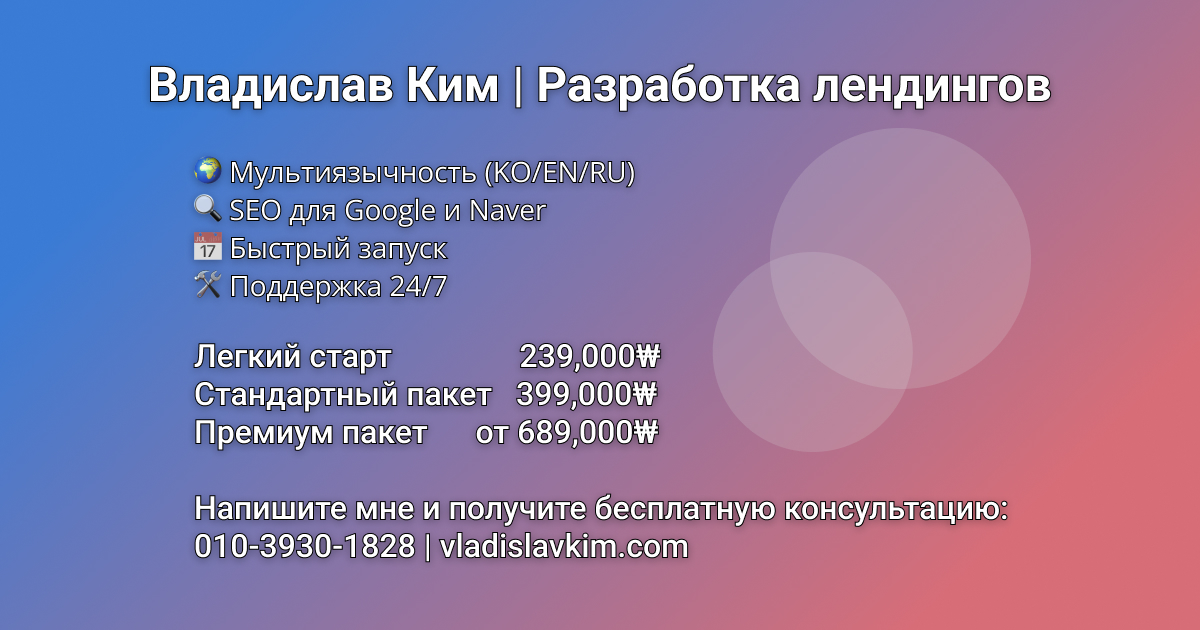 Владислав Ким | Разработка лендингов
🌍 Мультиязычность (KO/EN/RU)
🔍 SEO для Google и Naver
📅 Быстрый запуск
🛠 Поддержка 24/7
Легкий старт 239,000₩
Стандартный пакет 399,000₩
Премиум пакет от 689,000₩
Напишите мне и получите бесплатную консультацию:
010-3930-1828 | vladislavkim.com